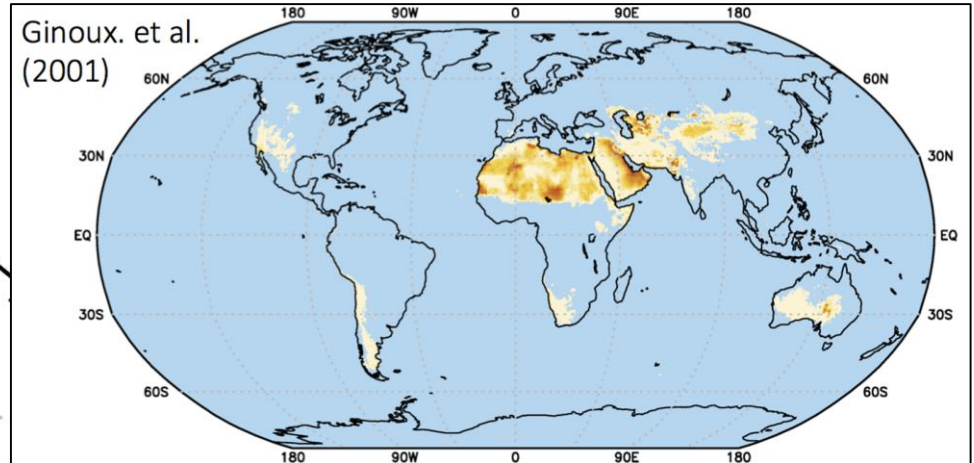 180 90W 0 90E 180
Ginoux. et al.
(2001)
60N 60N
30N 30N
EQ EQ
30S 30S
60S 60S
180 90W 0 90E 180